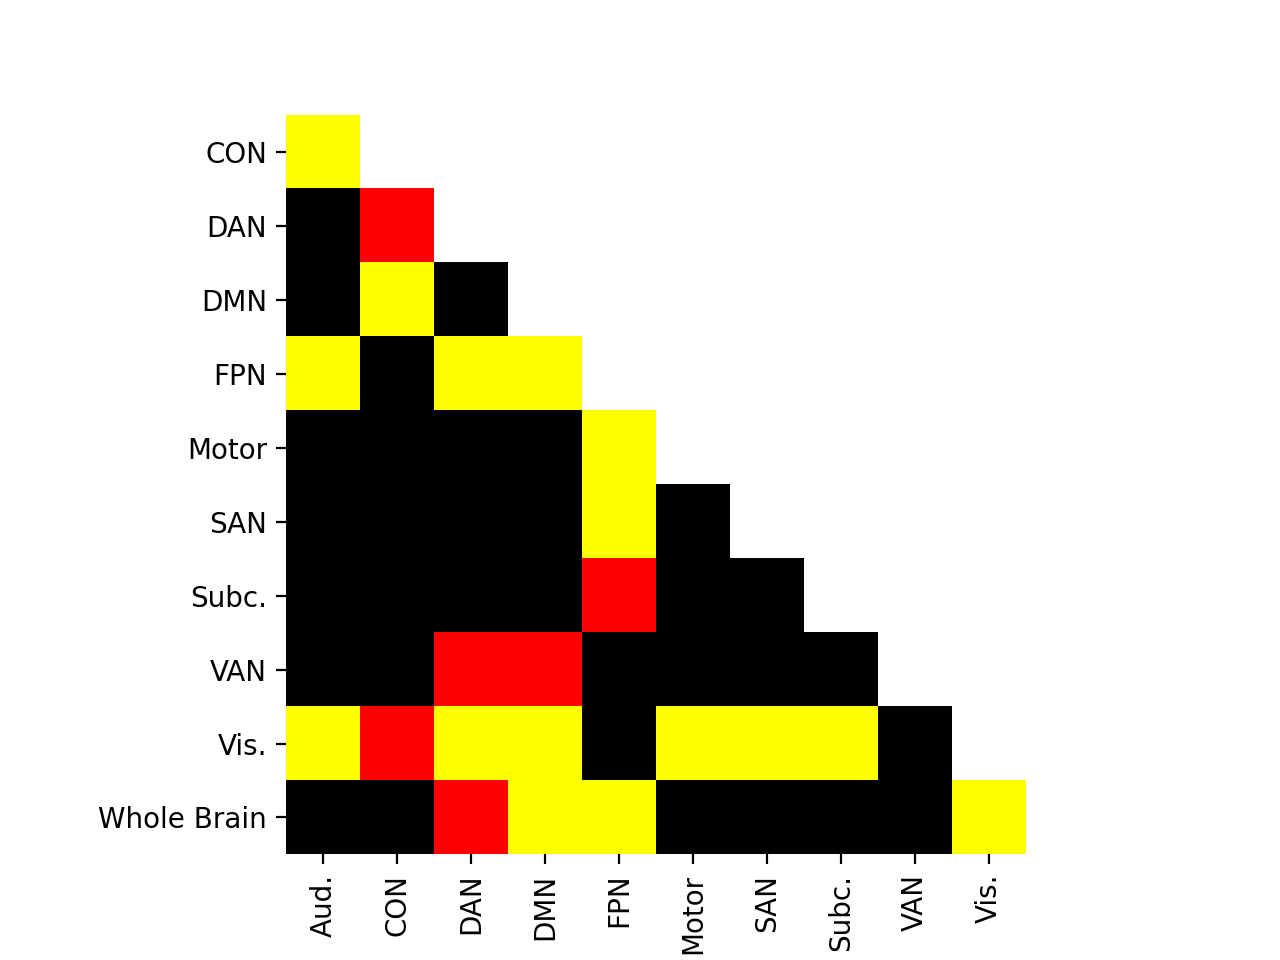 CON
DAN
DMN
FPN
Motor
SAN
Subc.
VAN
Vis.
Whole Brain
Aud.
CON
DAN
DMN
FPN
Motor
SAN
Subc.
VAN
Vis.